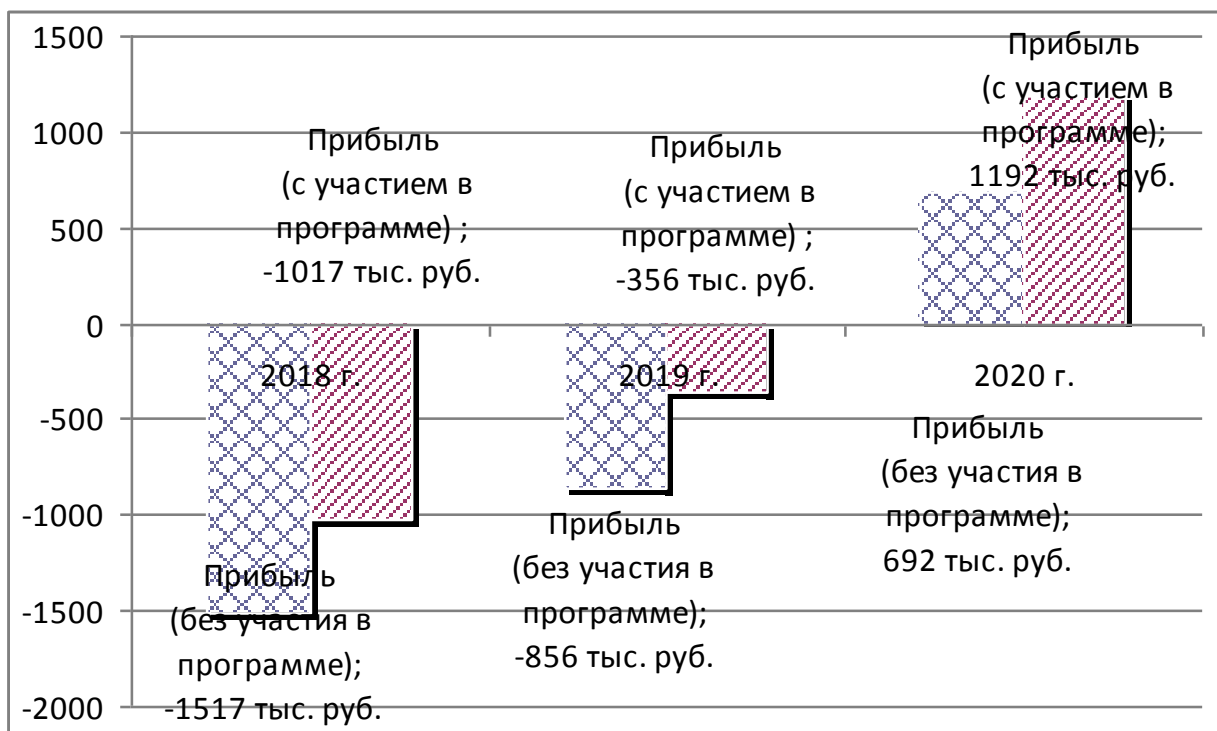 1500
1000
500
0
-500
-1000
-1500
-2000
Прибыль
(с участием в
программе) ;
-1017 тыс. руб.
Прибыль
(с участием в
программе) ;
-356 тыс. руб.
Прибыль
(с участием в
программе);
1192 тыс. руб.
2018 г.
2019 г.
2020 г.
Прибыль
(без участия в
программе);
-1517 тыс. руб.
Прибыль
(без участия в
программе);
-856 тыс. руб.
Прибыль
(без участия в
программе);
692 тыс. руб.